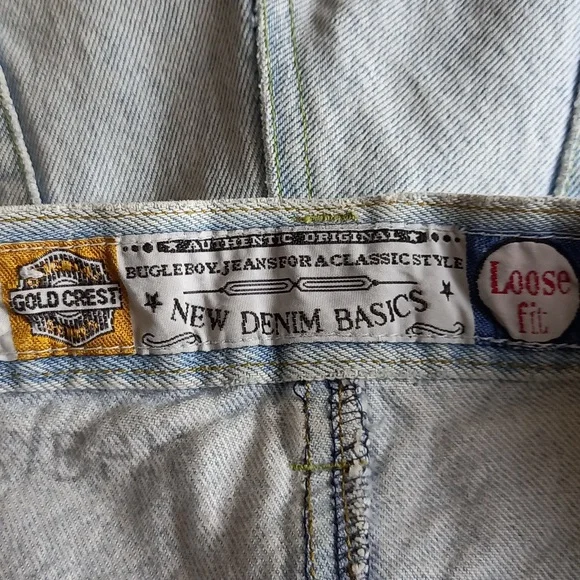 GOLD CREST
AUTHENTIC ORIGINAL
BUGLEBOY JEANS FOR A CLASSIC STYLE
NEW DENIM BASICS
Loose
fit